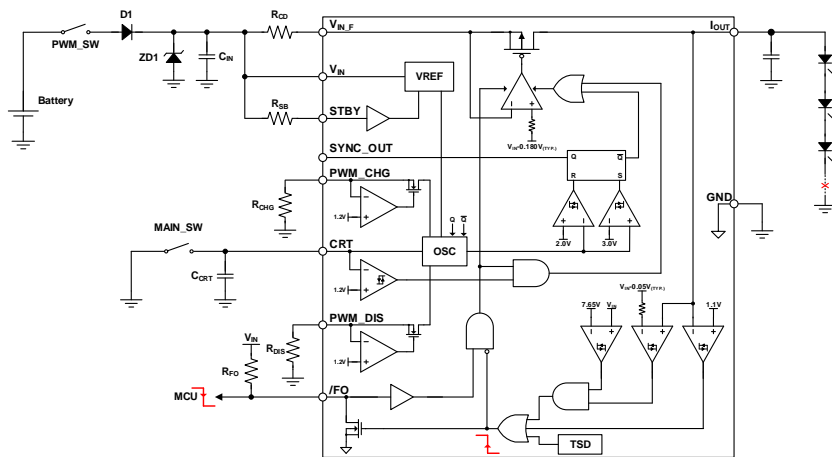 D1
PWM_SW
RCD
VIN_F
IOUT
ZD1
CIN
VIN
VREF
Battery
RSB
STBY
VIN-0.180V(TYP.)
SYNC_OUT
Q
Q
R
S
PWM_CHG
RCHG
1.2V
GND
MAIN_SW
Q Q
CRT
OSC
2.0V
3.0V
CCRT
1.2V
VIN-0.05V(TYP.)
7.65V
VIN
1.1V
PWM_DIS
VIN
RDIS
1.2V
RFO
MCU
/FO
TSD